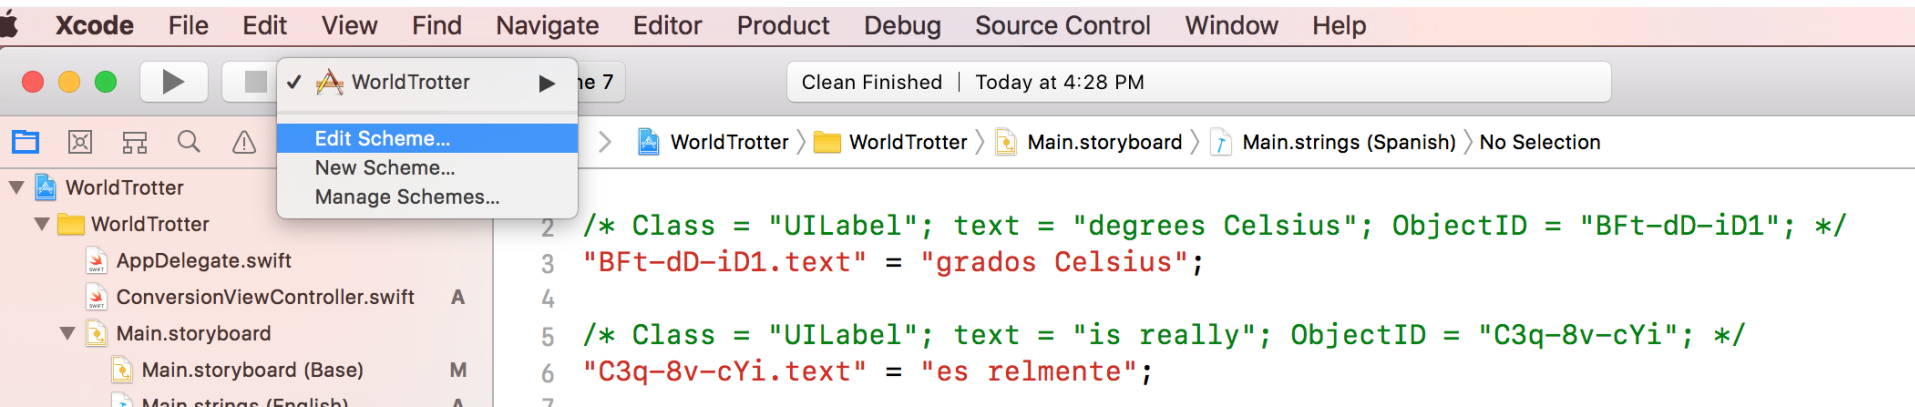 Xcode File Edit View Find Navigate Editor Product Debug Source Control Window Help
WorldTrotter
ne 7
Clean Finished | Today at 4:28 PM
Edit Scheme...
New Scheme...
Manage Schemes...
WorldTrotter WorldTrotter Main.storyboard Main.strings (Spanish) No Selection
WorldTrotter
WorldTrotter
AppDelegate.swift
ConversionViewController.swift A
Main.storyboard
Main.storyboard (Base) M
Main.strings (English) A
2 /* Class = "UILabel"; text = "degrees Celsius"; ObjectID = "BFt-dD-iD1"; */
3 "BFt-dD-iD1.text" = "grados Celsius";
4
5 /* Class = "UILabel"; text = "is really"; ObjectID = "C3q-8v-cYi"; */
6 "C3q-8v-cYi.text" = "es relmente";
7